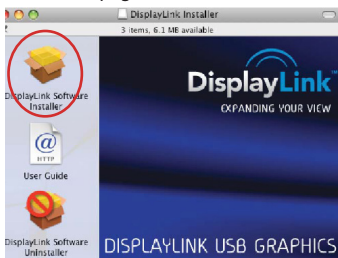 DisplayLink Installer
3 items, 6.1 MB available
DisplayLink Software
Installer
@
HTTP
User Guide
DisplayLink Software
Uninstaller
DisplayLink™
EXPANDING YOUR VIEW
DISPLAYLINK USB GRAPHICS